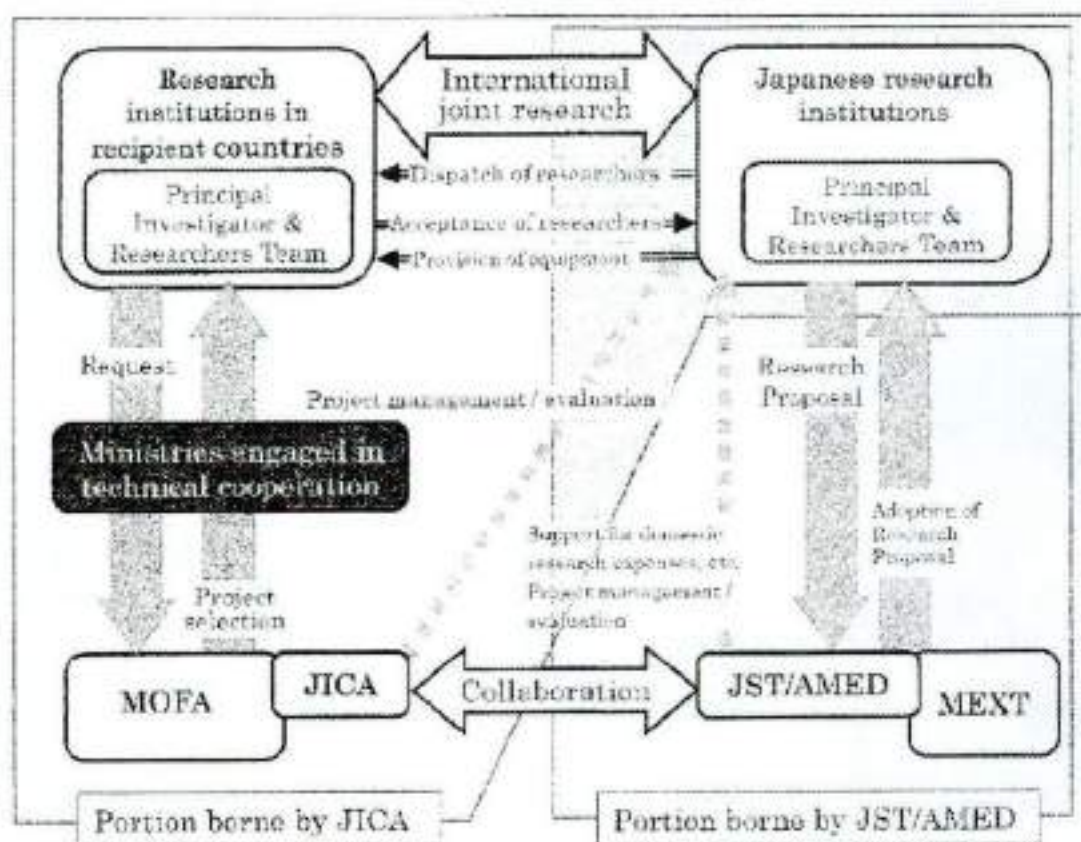 Research
institutions in
recipient countries
Principal
Investigator &
Researchers Team
International
joint research
Dispatch of researchers
Acceptance of researchers
Provision of equipment
Japanese research
institutions
Principal
Investigator &
Researchers Team
Request
Project management / evaluation
Research
Proposal
Ministries engaged in
technical cooperation
Support for domestic
research expenses, etc
Project management /
evaluation
Adoption of
Research
Proposal
Project
selection
MOFA
JICA
Collaboration
JST/AMED
MEXT
Portion borne by JICA
Portion borne by JST/AMED